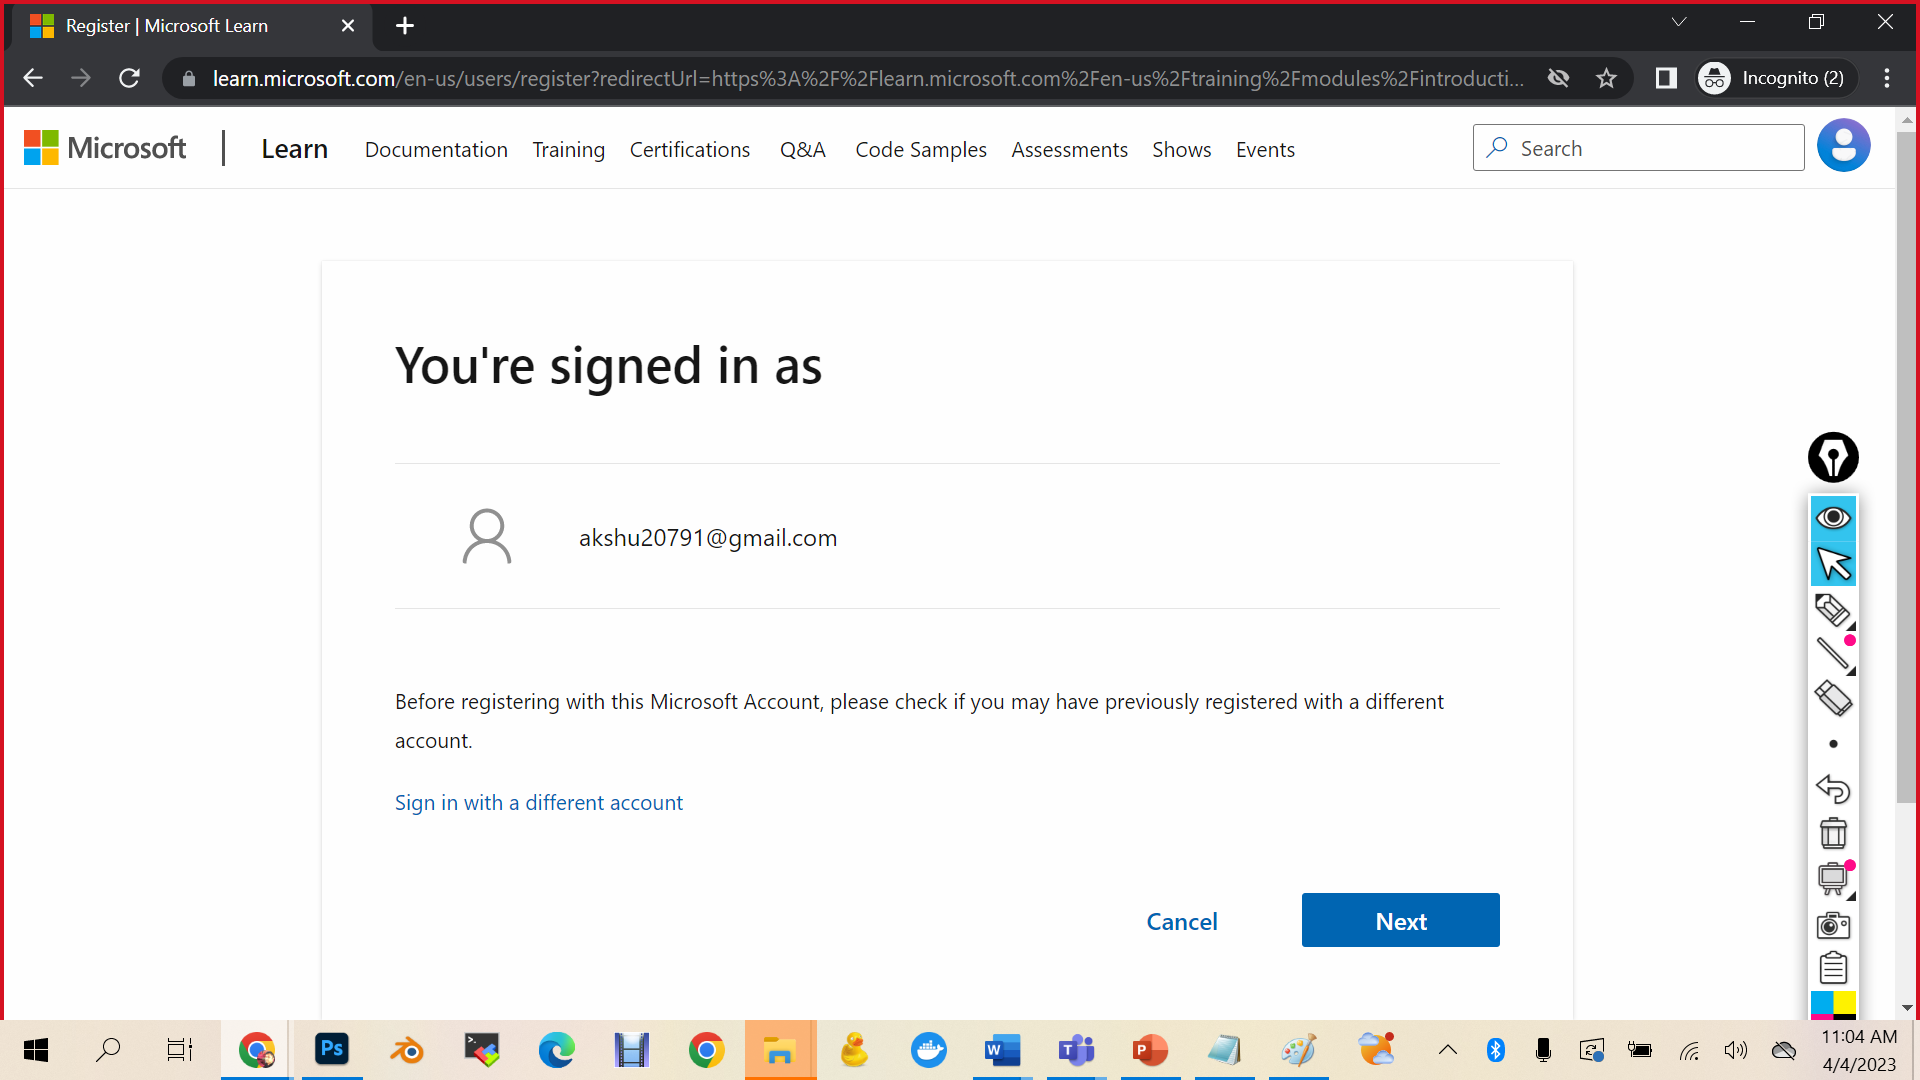 Register | Microsoft Learn
learn.microsoft.com/en-us/users/register?redirectUrl=https%3A%2F%2Flearn.microsoft.com%2Fen-us%2Ftraining%2Fmodules%2Fintroducti...
Incognito (2)
Microsoft
Learn
Documentation
Training
Certifications
Q&A
Code Samples
Assessments
Shows
Events
Search
You're signed in as
akshu20791@gmail.com
Before registering with this Microsoft Account, please check if you may have previously registered with a different
account.
Sign in with a different account
Cancel
Next
Ps
W
T
P
11:04 AM
4/4/2023